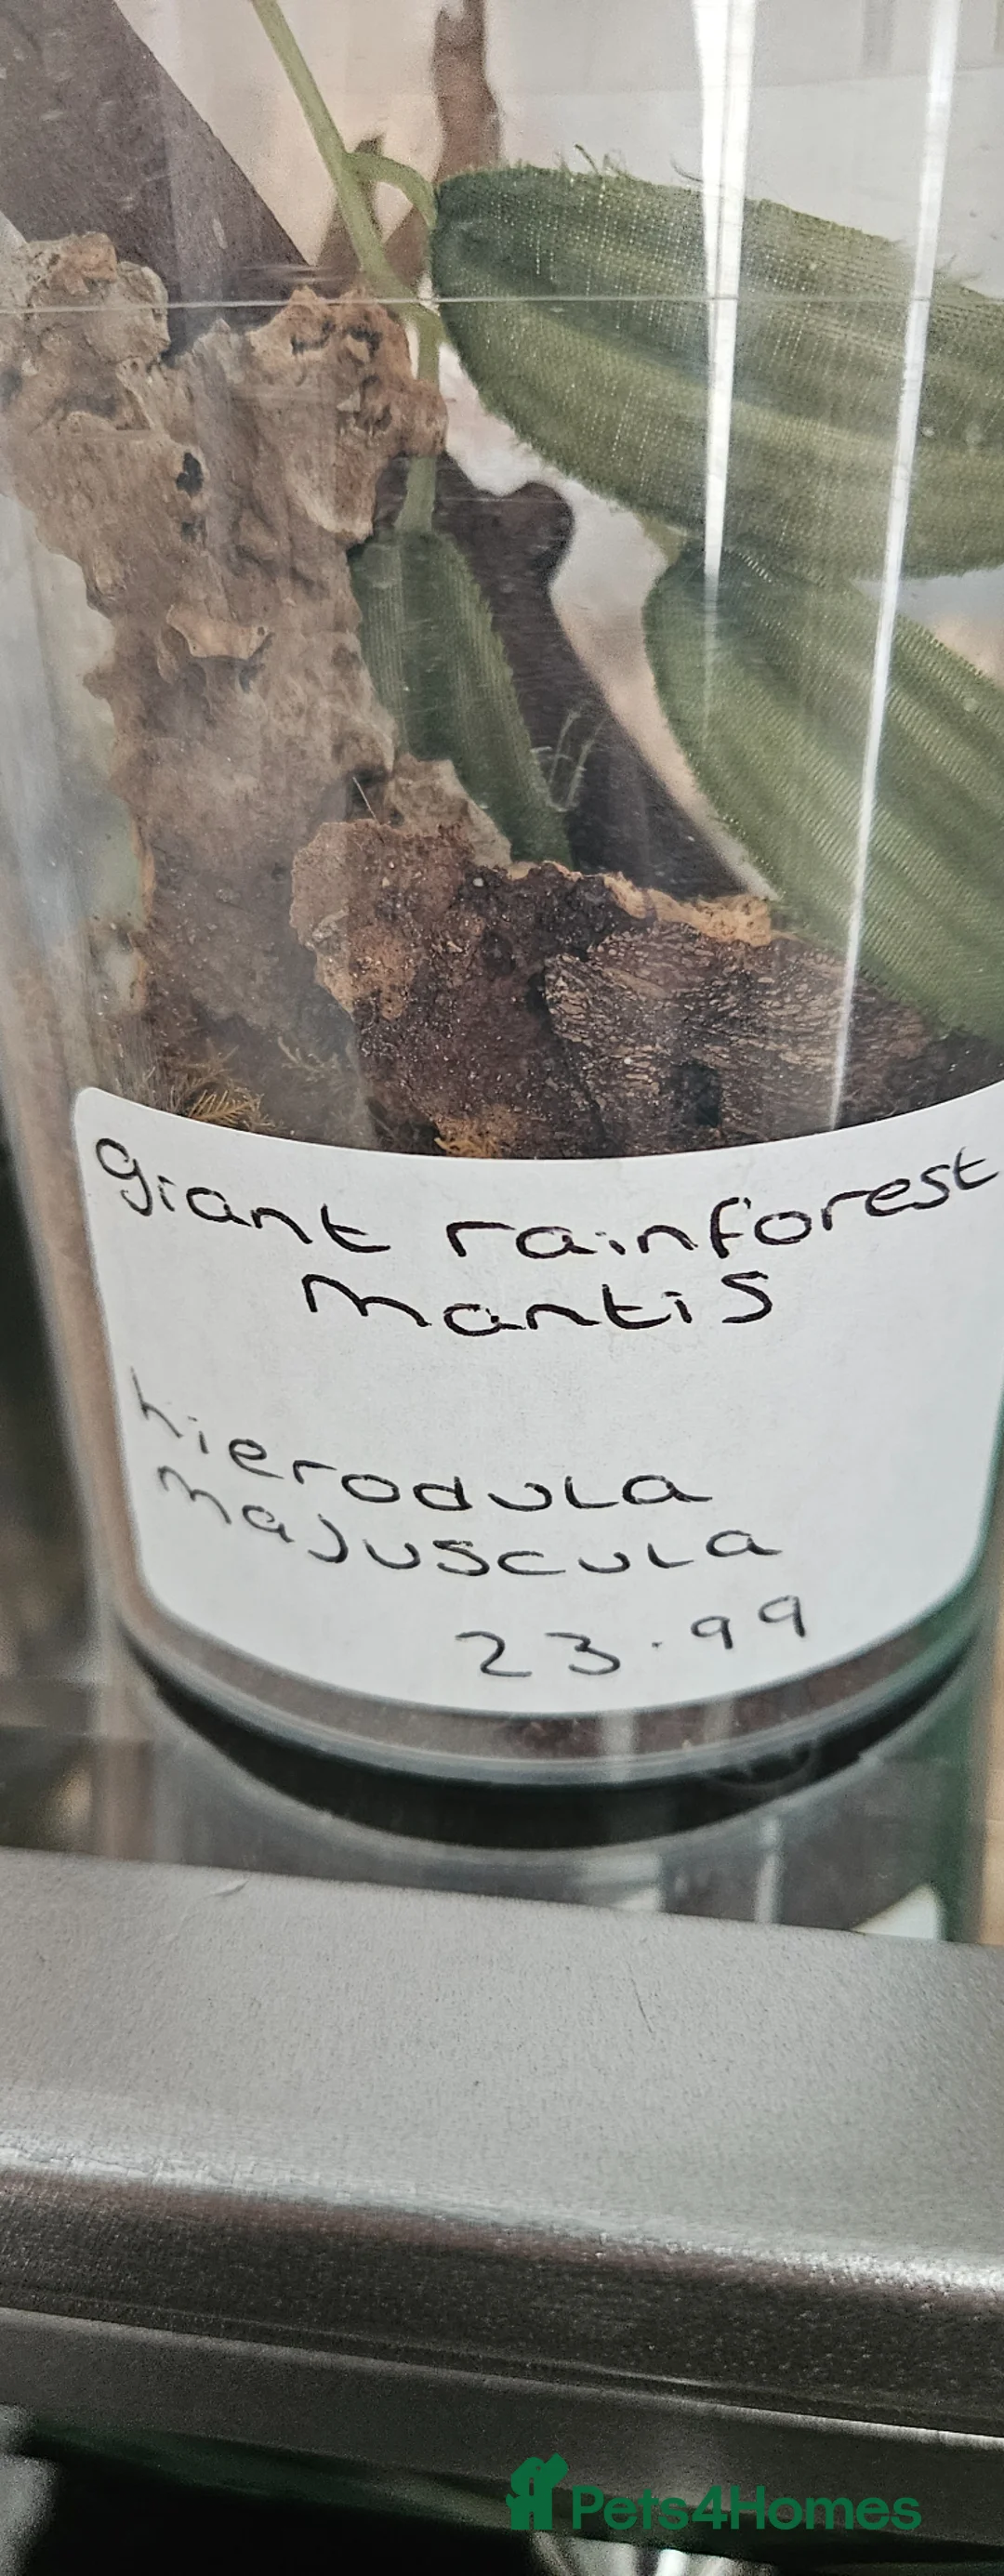 giant rainforest
mantis
hierodula
majuscula
23.99
Pets4Homes